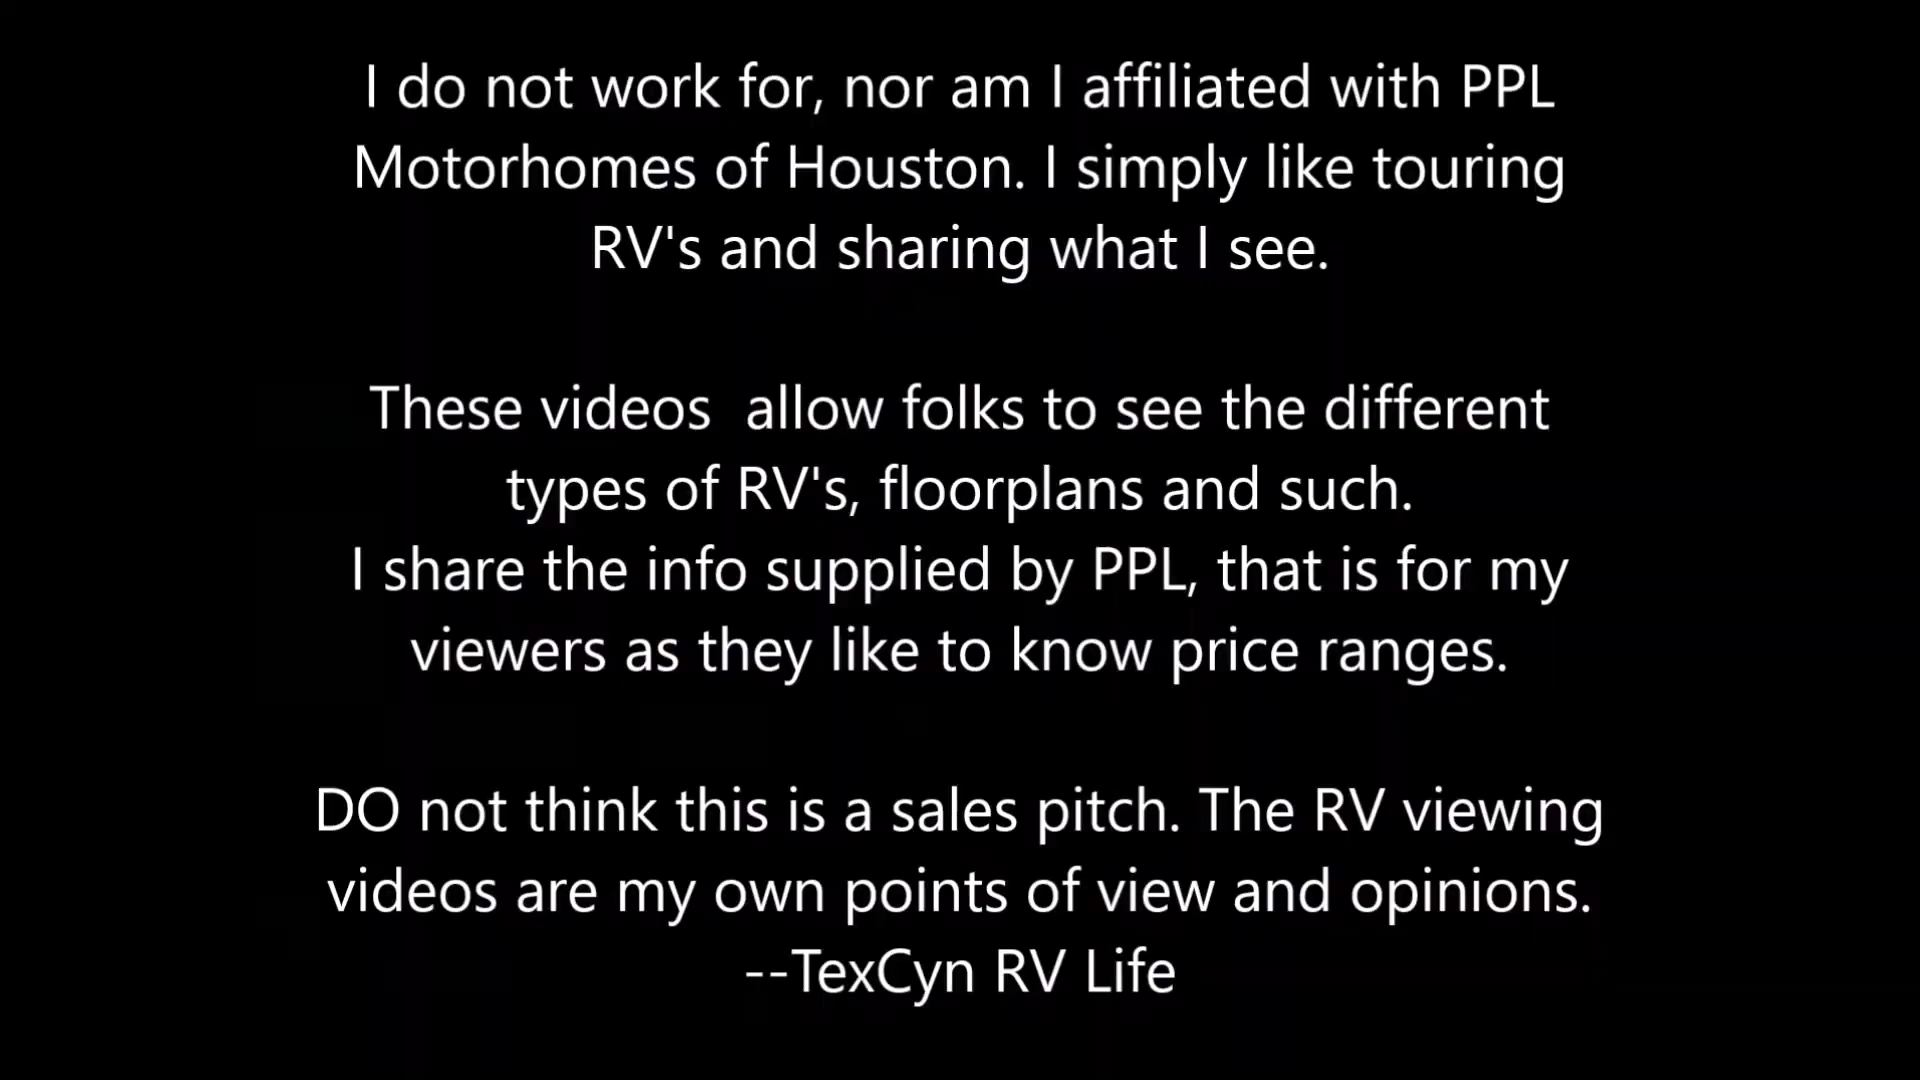 I do not work for, nor am I affiliated with PPL
Motorhomes of Houston. I simply like touring
RV's and sharing what I see.
These videos  allow folks to see the different
types of RV's, floorplans and such.
I share the info supplied by PPL, that is for my
viewers as they like to know price ranges.
DO not think this is a sales pitch. The RV viewing
videos are my own points of view and opinions.
--TexCyn RV Life